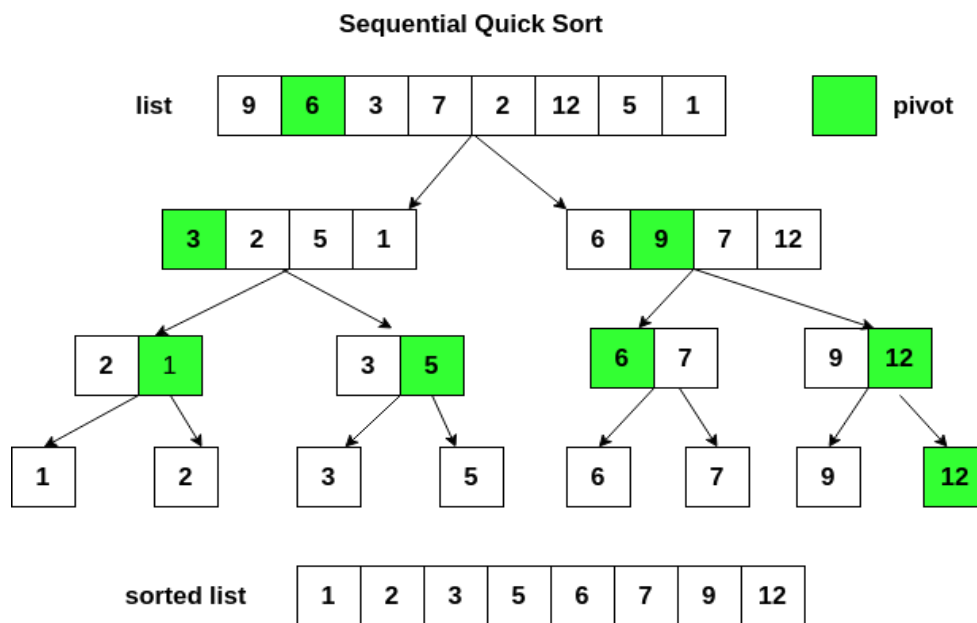 Sequential Quick Sort
list 9 6 3 7 2 12 5 1 pivot
3 2 5 1 6 9 7 12
2 1 3 5 6 7 9 12
1 2 3 5 6 7 9 12
sorted list 1 2 3 5 6 7 9 12